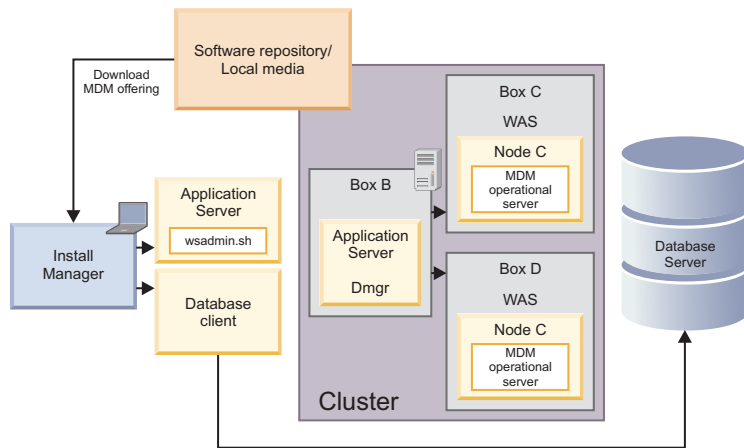 Software repository/
Local media
Download
MDM offering
Install
Manager
Application
Server
wsadmin.sh
Database
client
Box B
Application
Server
Dmgr
Box C
WAS
Node C
MDM
operational
server
Box D
WAS
Node C
MDM
operational
server
Cluster
Database
Server